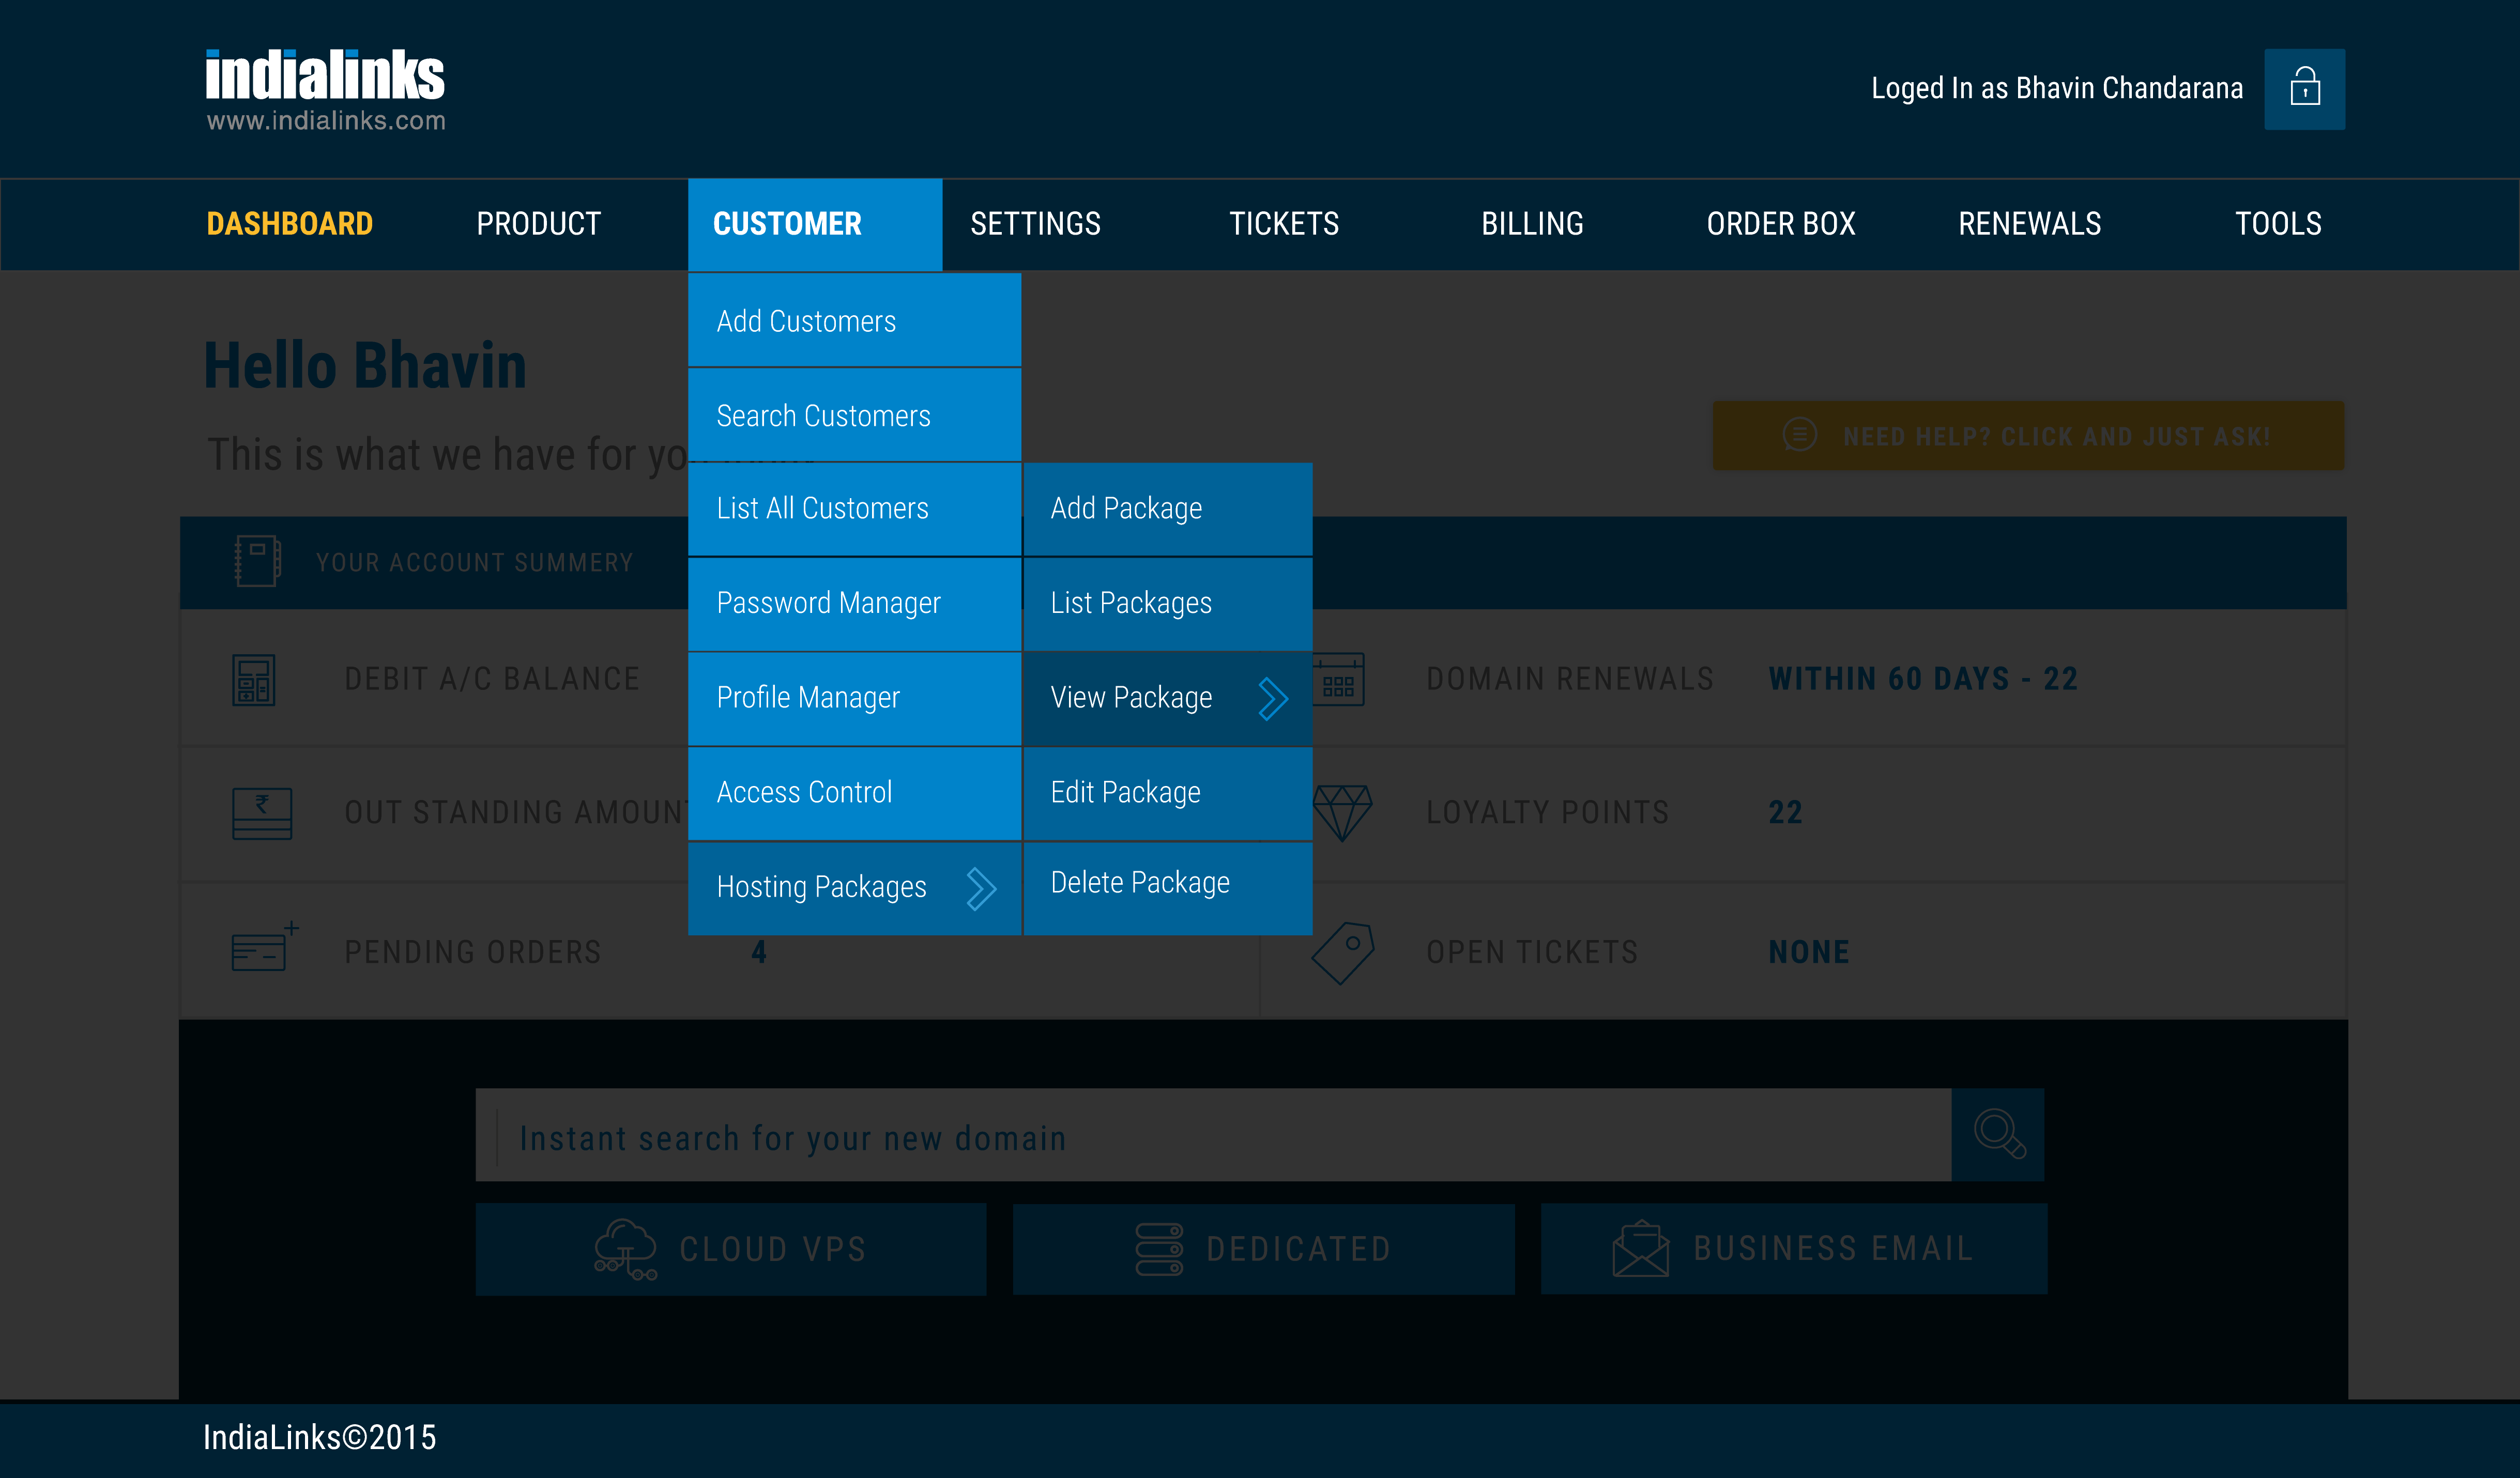 indialinks
www.indialinks.com
Loged In as Bhavin Chandarana
DASHBOARD PRODUCT CUSTOMER SETTINGS TICKETS BILLING ORDER BOX RENEWALS TOOLS
Add Customers
Search Customers
List All Customers
Password Manager
Profile Manager
Access Control
Hosting Packages
Add Package
List Packages
View Package
Edit Package
Delete Package
Hello Bhavin
This is what we have for
NEED HELP? CLICK AND JUST ASK!
YOUR ACCOUNT SUMMERY
DEBIT A/C BALANCE
DOMAIN RENEWALS WITHIN 60 DAYS - 22
₹
OUT STANDING AMOUN
LOYALTY POINTS 22
PENDING ORDERS 4
OPEN TICKETS NONE
Instant search for your new domain
CLOUD VPS
DEDICATED
BUSINESS EMAIL
IndiaLinks©2015